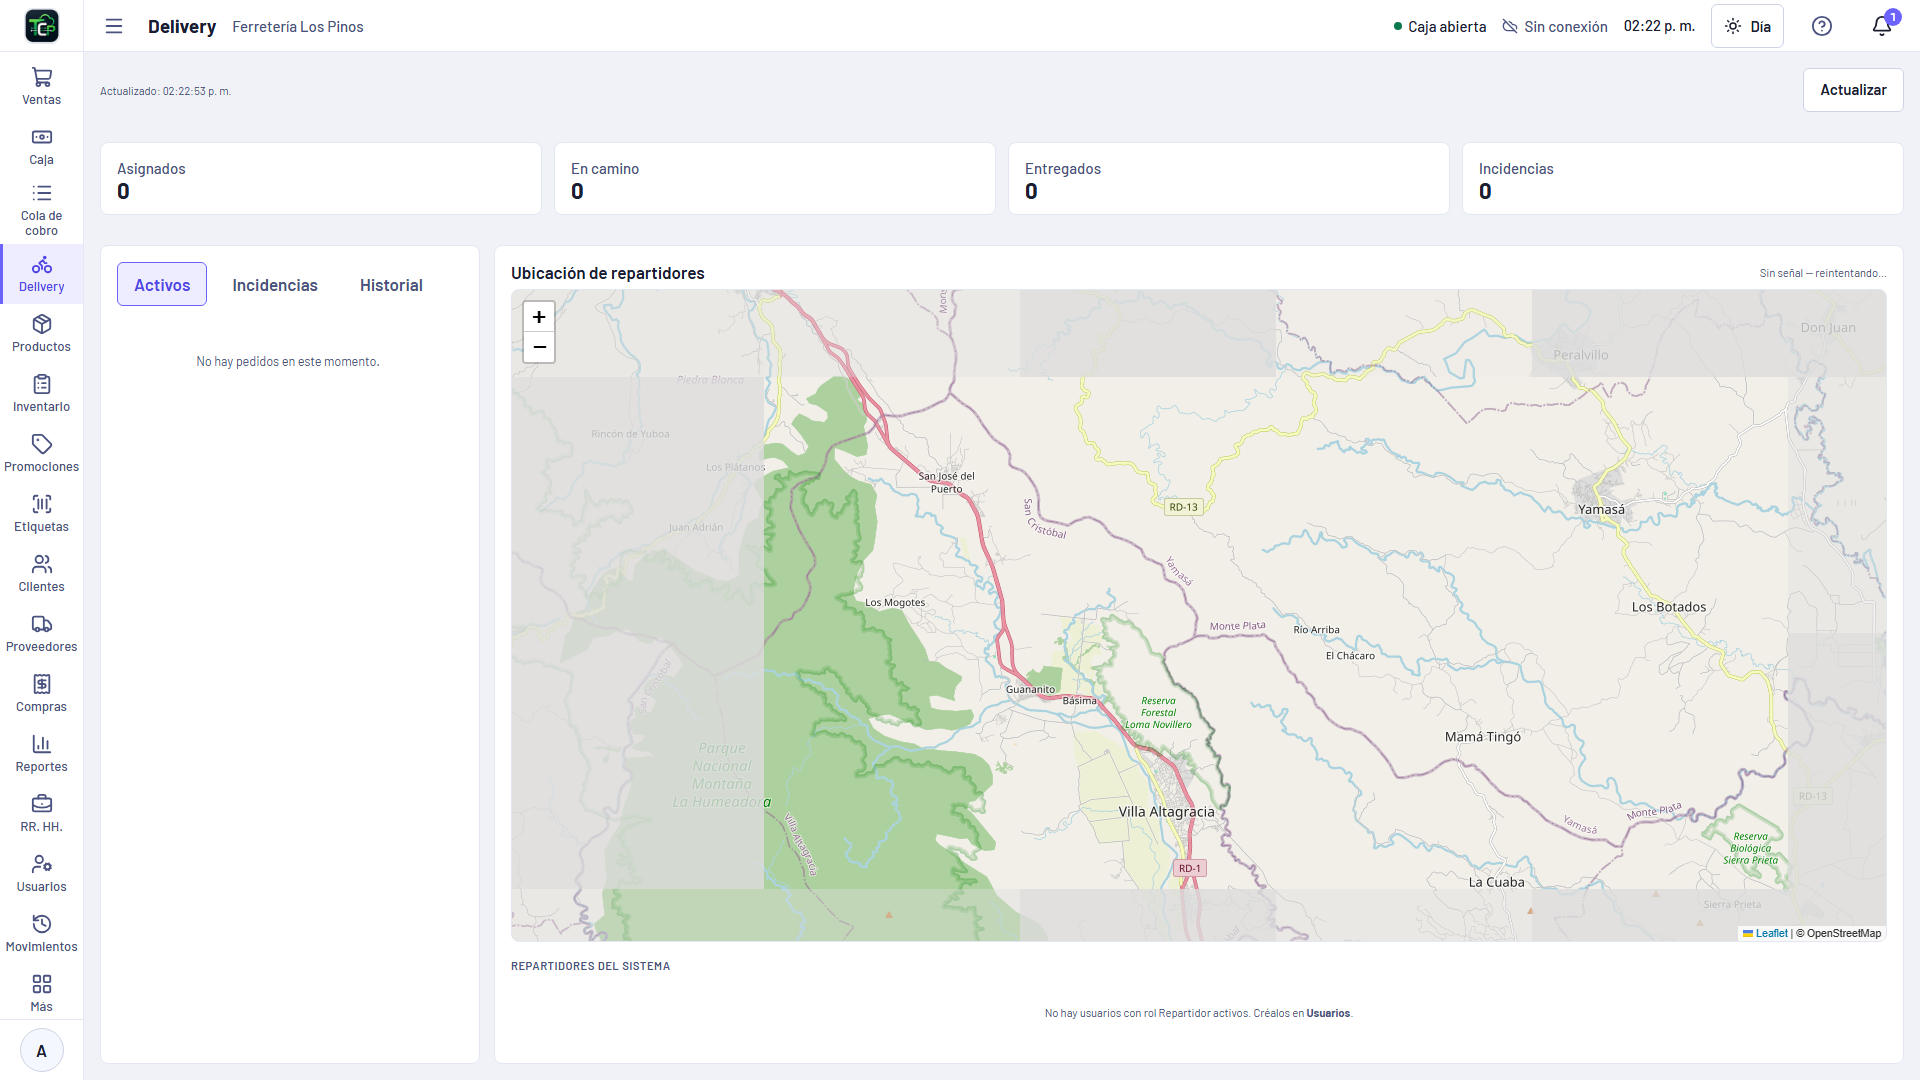 TCP
Delivery
Ferretería Los Pinos
Caja abierta
Sin conexión
02:22 p. m.
Día
1
Ventas
Caja
Cola de
cobro
Delivery
Productos
Inventario
Promociones
Etiquetas
Clientes
Proveedores
Compras
Reportes
RR. HH.
Usuarios
Movimientos
Más
A
Actualizado: 02:22:53 p. m.
Actualizar
Asignados
0
En camino
0
Entregados
0
Incidencias
0
Activos
Incidencias
Historial
No hay pedidos en este momento.
Ubicación de repartidores
Sin señal — reintentando...
+
−
Don Juan
Peralvillo
Piedra Blanca
Rincón de Yuboa
Los Plátanos
San José del
Puerto
RD-13
San Cristóbal
Juan Adrián
Yamasá
Yamasá
Los Mogotes
Los Botados
Monte Plata
Río Arriba
El Chácaro
San Cristóbal
Guananito
Básima
Reserva
Forestal
Loma Novillero
Mamá Tingó
Parque
Nacional
Montaña
La Humeadora
RD-13
Villa Altagracia
Villa Altagracia
Monte Plata
Yamasá
Reserva
Biológica
Sierra Prieta
RD-1
La Cuaba
Sierra Prieta
Leaflet | © OpenStreetMap
REPARTIDORES DEL SISTEMA
No hay usuarios con rol Repartidor activos. Créalos en Usuarios.